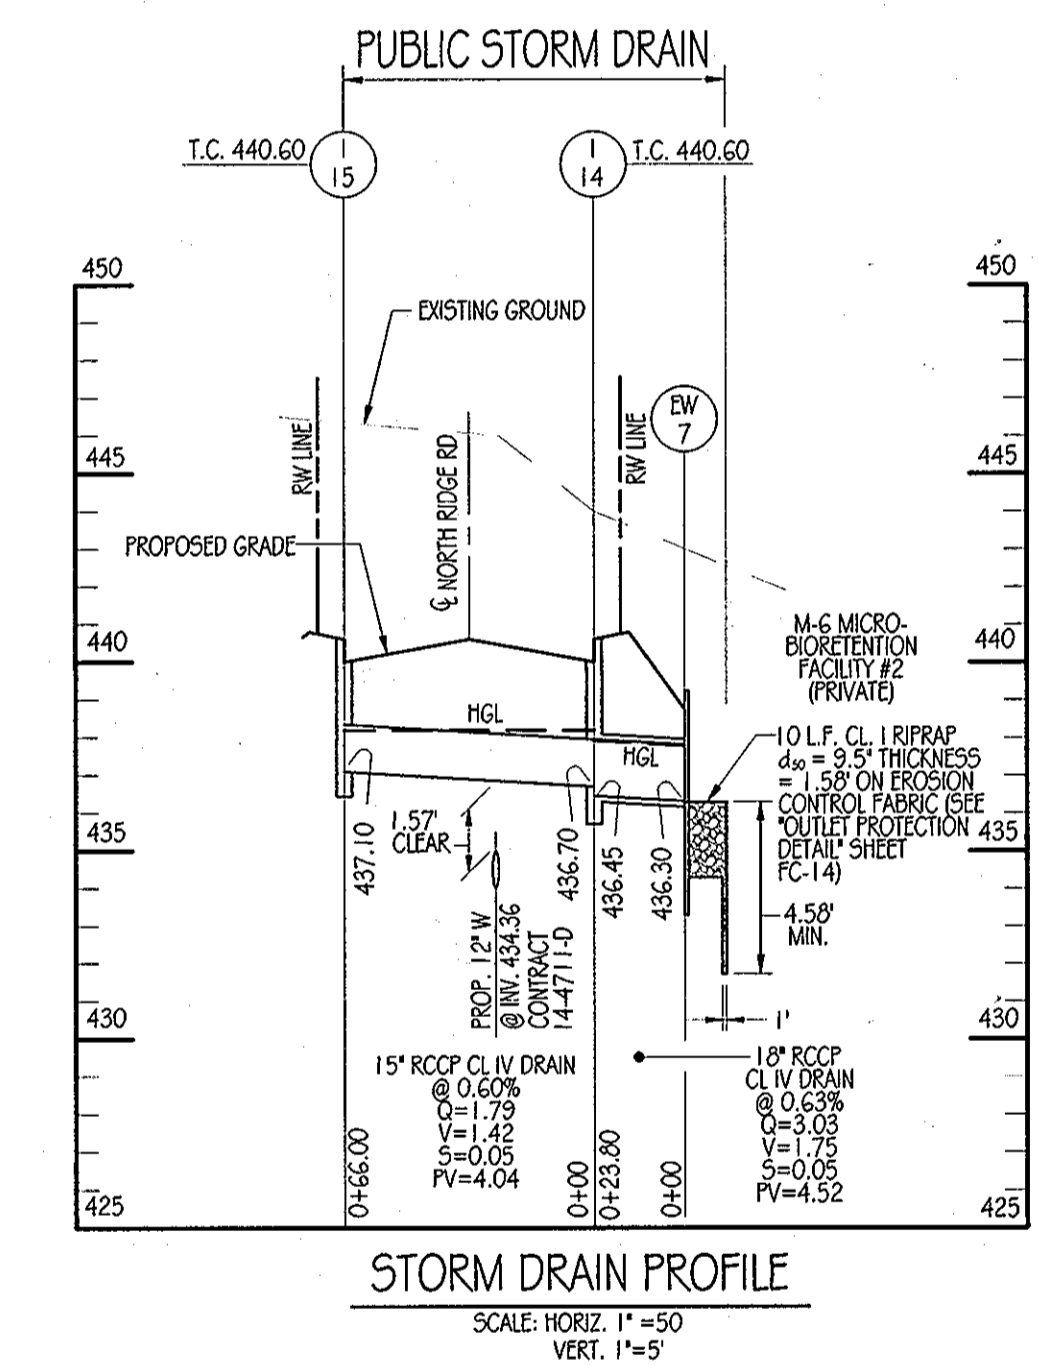 PUBLIC STORM DRAIN
T.C. 440.60
I
15
I
14
T.C. 440.60
450
450
EXISTING GROUND
EW
7
RW LINE
℄ NORTH RIDGE RD
RW LINE
445
445
PROPOSED GRADE
M-6 MICRO-
BIORETENTION
FACILITY #2
(PRIVATE)
440
440
HGL
HGL
10 L.F. CL. I RIPRAP
d50 = 9.5" THICKNESS
= 1.58' ON EROSION
CONTROL FABRIC (SEE
"OUTLET PROTECTION
DETAIL" SHEET
FC-14)
435
435
1.57'
CLEAR
437.10
436.70
436.45
436.30
4.58'
MIN.
PROP. 12" W
@ INV. 434.36
CONTRACT
14-4711-D
430
430
1'
15" RCCP CL IV DRAIN
@ 0.60%
Q=1.79
V=1.42
S=0.05
PV=4.04
18" RCCP
CL IV DRAIN
@ 0.63%
Q=3.03
V=1.75
S=0.05
PV=4.52
0+66.00
0+00
0+23.80
0+00
425
425
STORM DRAIN PROFILE
SCALE: HORIZ. 1" =50
VERT. 1"=5'